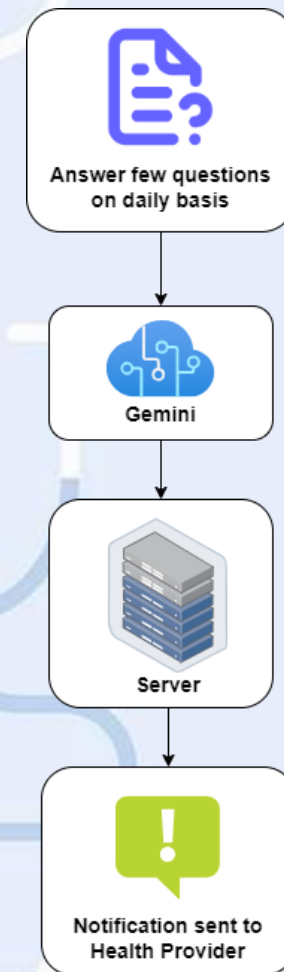 Answer few questions
on daily basis
Gemini
Server
Notification sent to
Health Provider